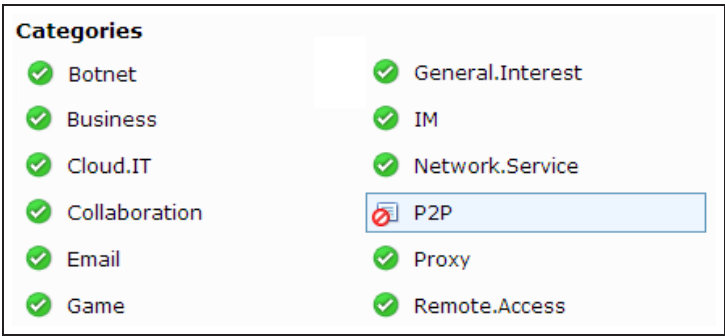 Categories
Botnet
Business
Cloud.IT
Collaboration
Email
Game
General.Interest
IM
Network.Service
P2P
Proxy
Remote.Access